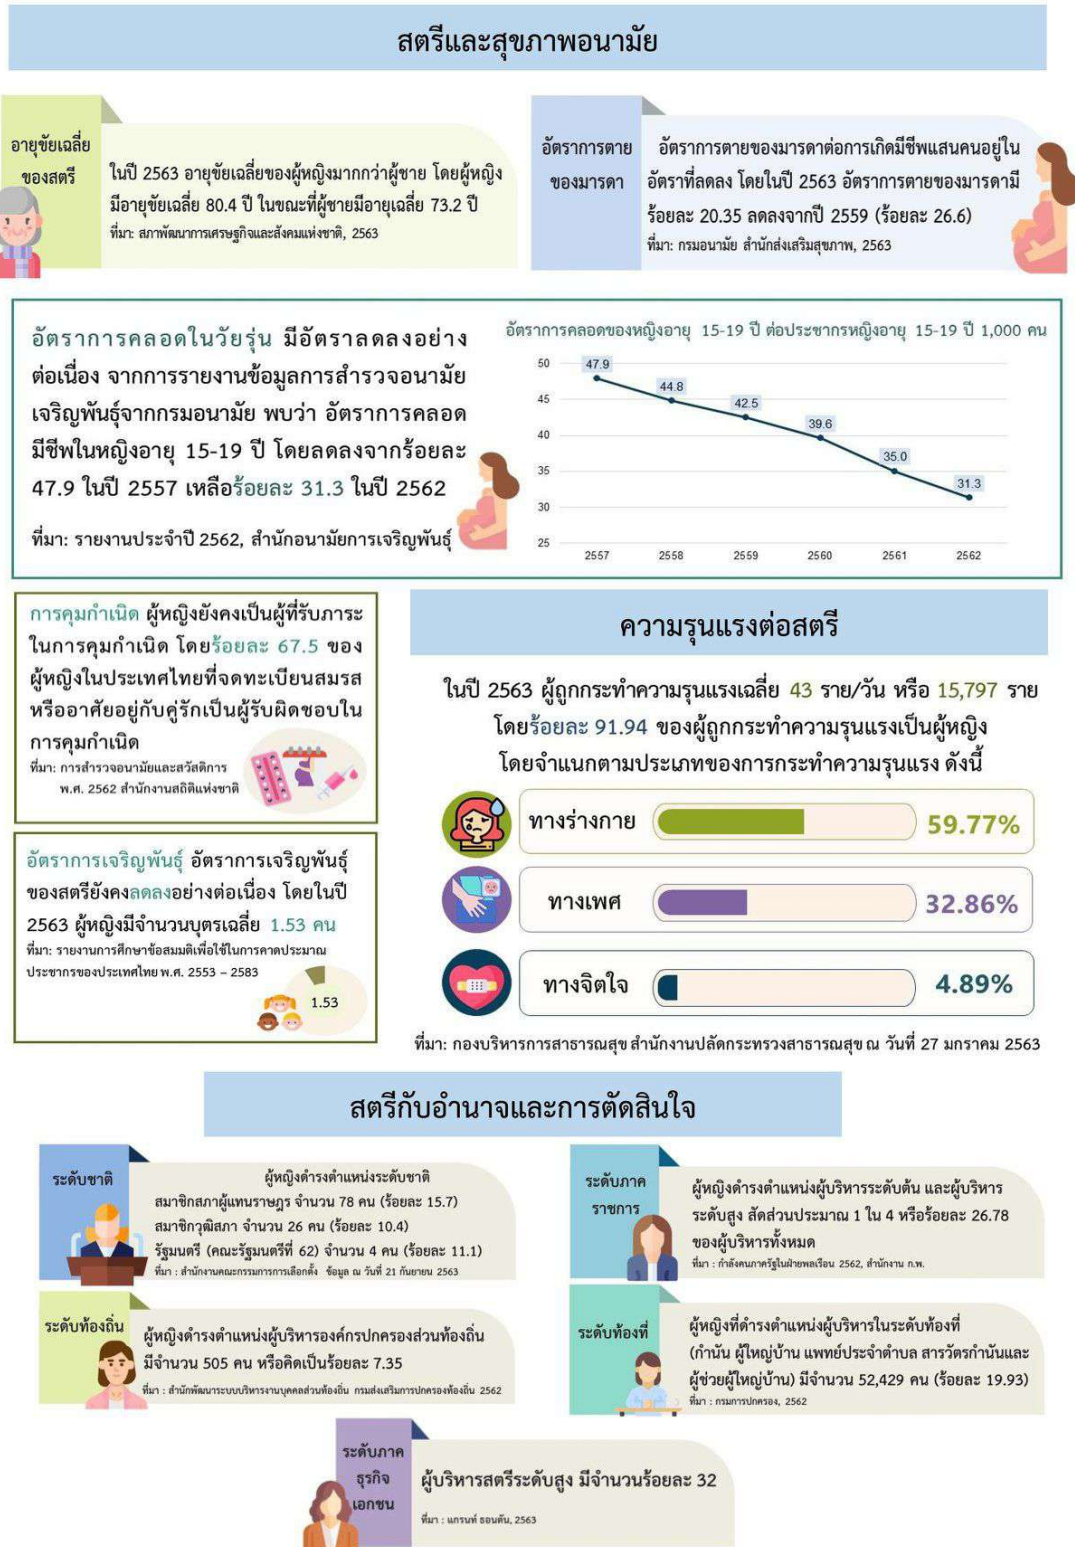 สตรีและสุขภาพอนามัย
อายุขัยเฉลี่ย
ของสตรี
ในปี 2563 อายุขัยเฉลี่ยของผู้หญิงมากกว่าผู้ชาย โดยผู้หญิง
มีอายุขัยเฉลี่ย 80.4 ปี ในขณะที่ผู้ชายมีอายุเฉลี่ย 73.2 ปี
ที่มา: สภาพัฒนาการเศรษฐกิจและสังคมแห่งชาติ, 2563
อัตราการตาย
ของมารดา
อัตราการตายของมารดาต่อการเกิดมีชีพแสนคนอยู่ใน
อัตราที่ลดลง โดยในปี 2563 อัตราการตายของมารดามี
ร้อยละ 20.35 ลดลงจากปี 2559 (ร้อยละ 26.6)
ที่มา: กรมอนามัย สำนักส่งเสริมสุขภาพ, 2563
อัตราการคลอดในวัยรุ่น มีอัตราลดลงอย่าง
ต่อเนื่อง จากการรายงานข้อมูลการสำรวจอนามัย
เจริญพันธุ์จากกรมอนามัย พบว่า อัตราการคลอด
มีชีพในหญิงอายุ 15-19 ปี โดยลดลงจากร้อยละ
47.9 ในปี 2557 เหลือร้อยละ 31.3 ในปี 2562
ที่มา: รายงานประจำปี 2562, สำนักอนามัยการเจริญพันธุ์
อัตราการคลอดของหญิงอายุ 15-19 ปี ต่อประชากรหญิงอายุ 15-19 ปี 1,000 คน
50
45
40
35
30
25
47.9
44.8
42.5
39.6
35.0
31.3
2557
2558
2559
2560
2561
2562
การคุมกำเนิด ผู้หญิงยังคงเป็นผู้ที่รับภาระ
ในการคุมกำเนิด โดยร้อยละ 67.5 ของ
ผู้หญิงในประเทศไทยที่จดทะเบียนสมรส
หรืออาศัยอยู่กับคู่รักเป็นผู้รับผิดชอบใน
การคุมกำเนิด
ที่มา: การสำรวจอนามัยและสวัสดิการ
พ.ศ. 2562 สำนักงานสถิติแห่งชาติ
อัตราการเจริญพันธุ์ อัตราการเจริญพันธุ์
ของสตรียังคงลดลงอย่างต่อเนื่อง โดยในปี
2563 ผู้หญิงมีจำนวนบุตรเฉลี่ย 1.53 คน
ที่มา: รายงานการศึกษาข้อสมมติเพื่อใช้ในการคาดประมาณ
ประชากรของประเทศไทย พ.ศ. 2553 – 2583
1.53
ความรุนแรงต่อสตรี
ในปี 2563 ผู้ถูกกระทำความรุนแรงเฉลี่ย 43 ราย/วัน หรือ 15,797 ราย
โดยร้อยละ 91.94 ของผู้ถูกกระทำความรุนแรงเป็นผู้หญิง
โดยจำแนกตามประเภทของการกระทำความรุนแรง ดังนี้
ทางร่างกาย 59.77%
ทางเพศ 32.86%
ทางจิตใจ 4.89%
ที่มา: กองบริหารการสาธารณสุข สำนักงานปลัดกระทรวงสาธารณสุข ณ วันที่ 27 มกราคม 2563
สตรีกับอำนาจและการตัดสินใจ
ระดับชาติ
ผู้หญิงดำรงตำแหน่งระดับชาติ
สมาชิกสภาผู้แทนราษฎร จำนวน 78 คน (ร้อยละ 15.7)
สมาชิกวุฒิสภา จำนวน 26 คน (ร้อยละ 10.4)
รัฐมนตรี (คณะรัฐมนตรีที่ 62) จำนวน 4 คน (ร้อยละ 11.1)
ที่มา : สำนักงานคณะกรรมการการเลือกตั้ง ข้อมูล ณ วันที่ 21 กันยายน 2563
ระดับภาค
ราชการ
ผู้หญิงดำรงตำแหน่งผู้บริหารระดับต้น และผู้บริหาร
ระดับสูง สัดส่วนประมาณ 1 ใน 4 หรือร้อยละ 26.78
ของผู้บริหารทั้งหมด
ที่มา : กำลังคนภาครัฐในฝ่ายพลเรือน 2562, สำนักงาน ก.พ.
ระดับท้องถิ่น
ผู้หญิงดำรงตำแหน่งผู้บริหารองค์กรปกครองส่วนท้องถิ่น
มีจำนวน 505 คน หรือคิดเป็นร้อยละ 7.35
ที่มา : สำนักพัฒนาระบบบริหารงานบุคคลส่วนท้องถิ่น กรมส่งเสริมการปกครองท้องถิ่น 2562
ระดับท้องที่
ผู้หญิงที่ดำรงตำแหน่งผู้บริหารในระดับท้องที่
(กำนัน ผู้ใหญ่บ้าน แพทย์ประจำตำบล สารวัตรกำนันและ
ผู้ช่วยผู้ใหญ่บ้าน) มีจำนวน 52,429 คน (ร้อยละ 19.93)
ที่มา : กรมการปกครอง, 2562
ระดับภาค
ธุรกิจ
เอกชน
ผู้บริหารสตรีระดับสูง มีจำนวนร้อยละ 32
ที่มา : แกรนท์ ธอนตัน, 2563